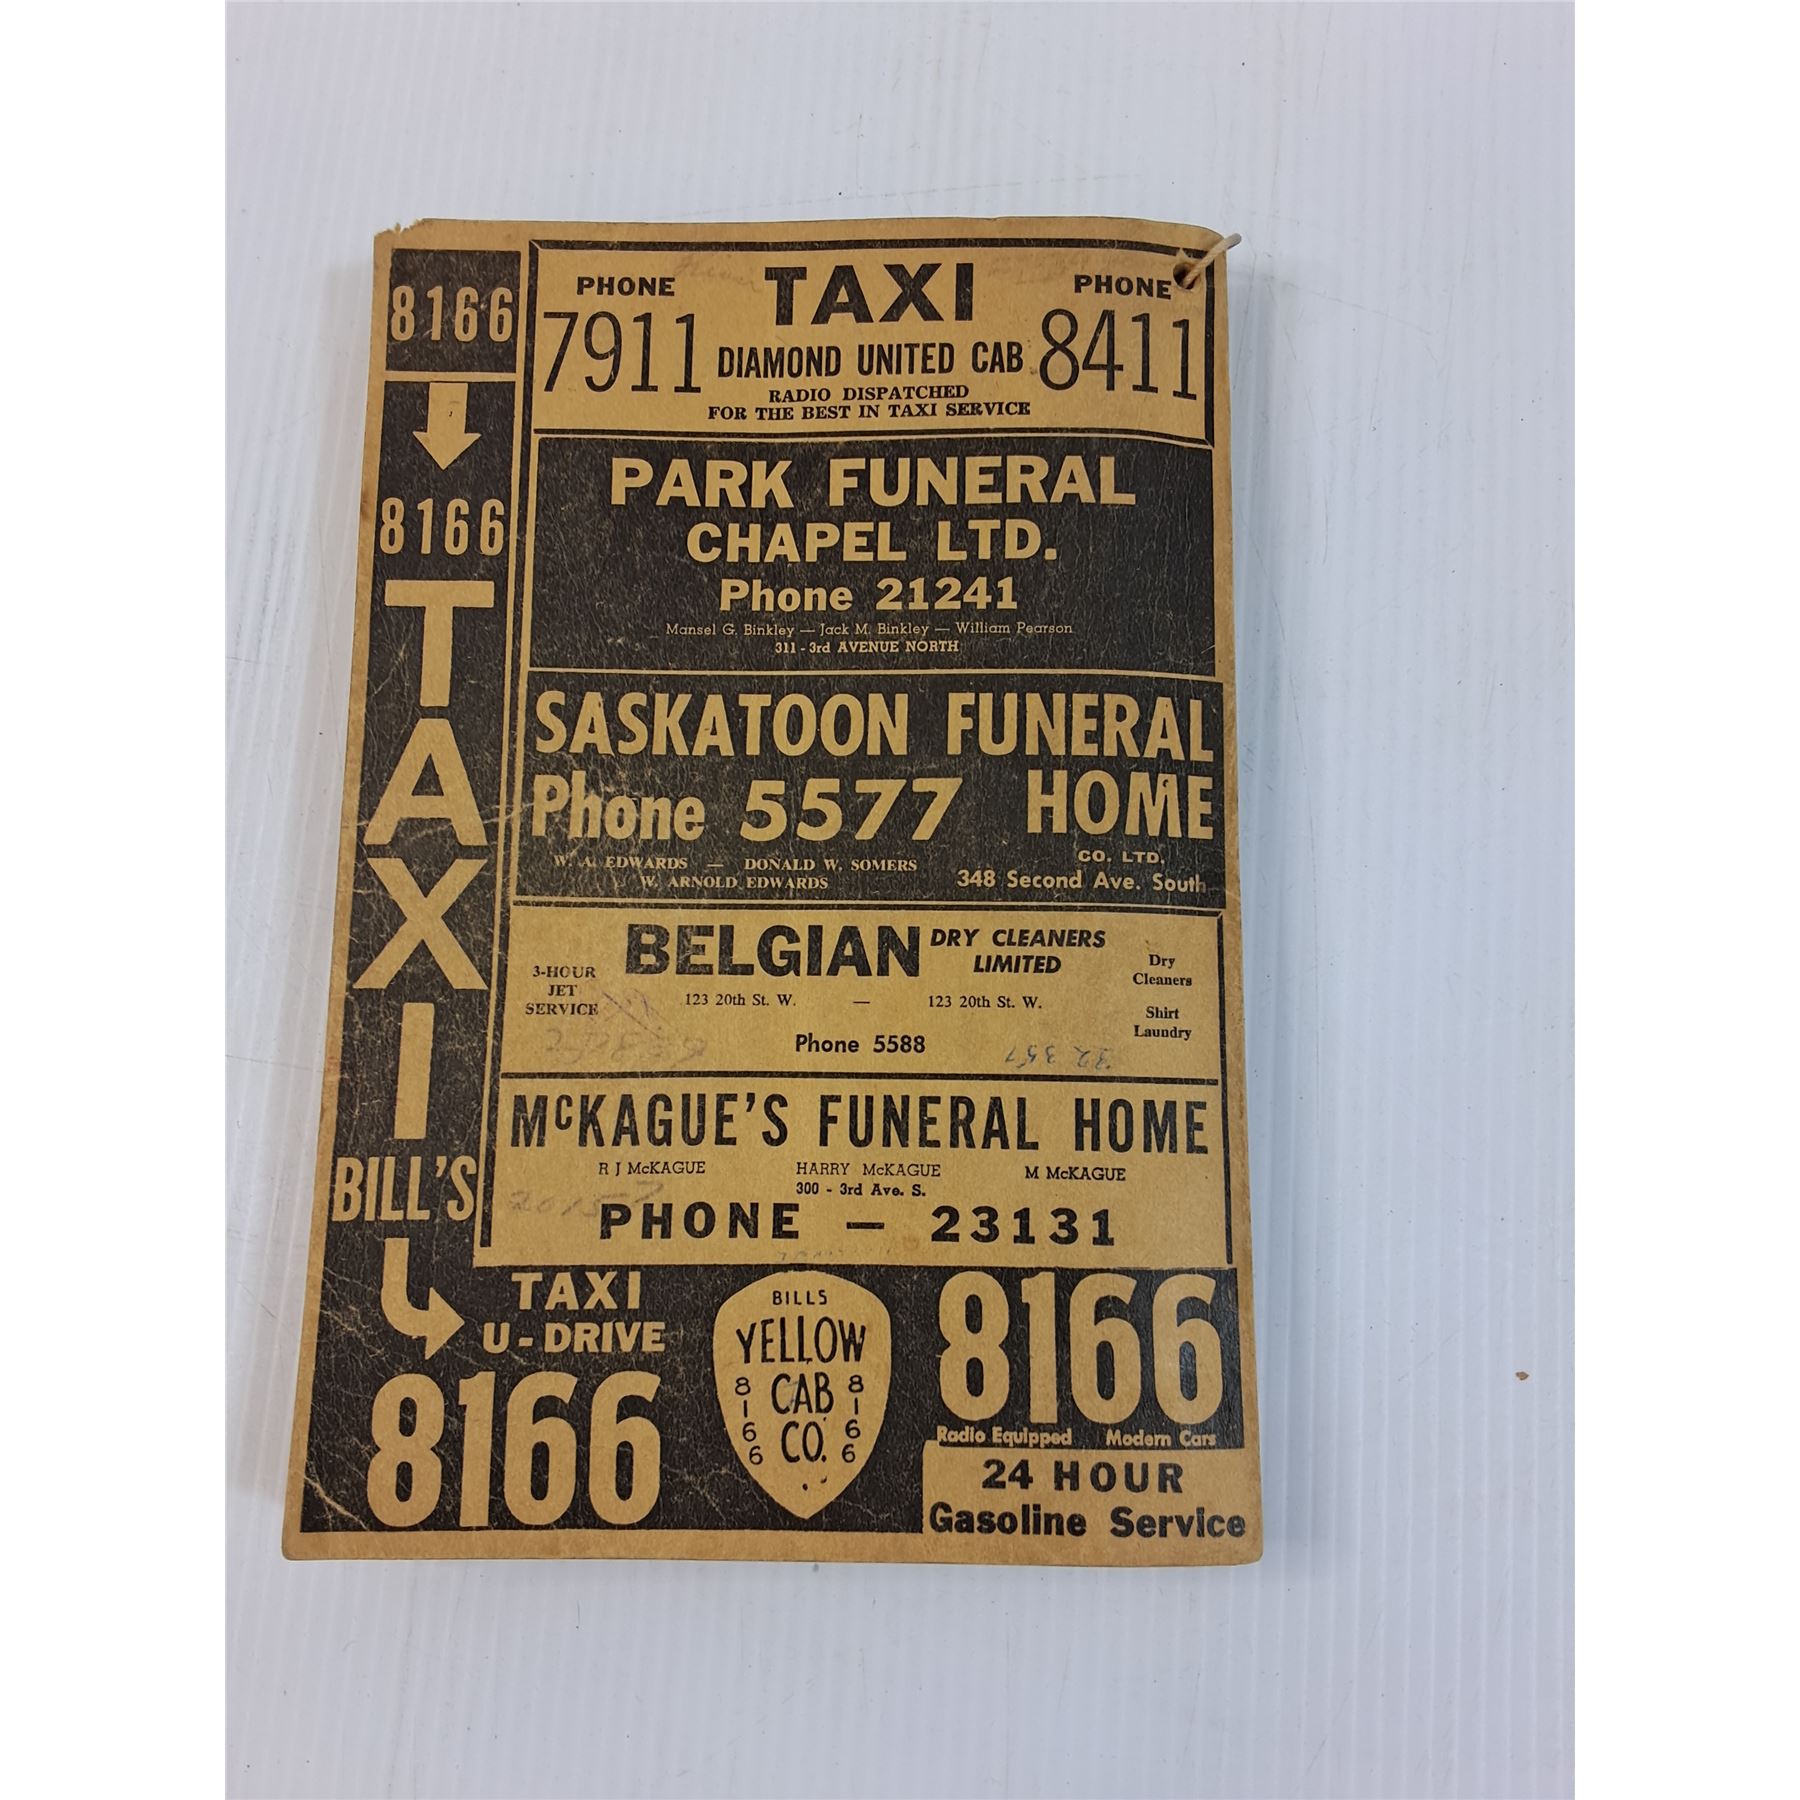 8166
8166
TAXI
BILL'S
PHONE TAXI PHONE
7911 DIAMOND UNITED CAB 8411
RADIO DISPATCHED
FOR THE BEST IN TAXI SERVICE
PARK FUNERAL
CHAPEL LTD.
Phone 21241
Mansel G. Binkley — Jack M. Binkley — William Pearson
311 - 3rd AVENUE NORTH
SASKATOON FUNERAL
Phone 5577 HOME
CO. LTD.
W. A. EDWARDS — DONALD W. SOMERS
W. ARNOLD EDWARDS
348 Second Ave. South
BELGIAN DRY CLEANERS
LIMITED
3-HOUR
JET
SERVICE
123 20th St. W. — 123 20th St. W.
Phone 5588
Dry
Cleaners
Shirt
Laundry
32357
McKAGUE'S FUNERAL HOME
R J McKAGUE HARRY McKAGUE M McKAGUE
300 - 3rd Ave. S.
20157
PHONE — 23131
TAXI
U-DRIVE
8166
BILLS
YELLOW
CAB
CO.
8166
8166
8166
Radio Equipped Modern Cars
24 HOUR
Gasoline Service